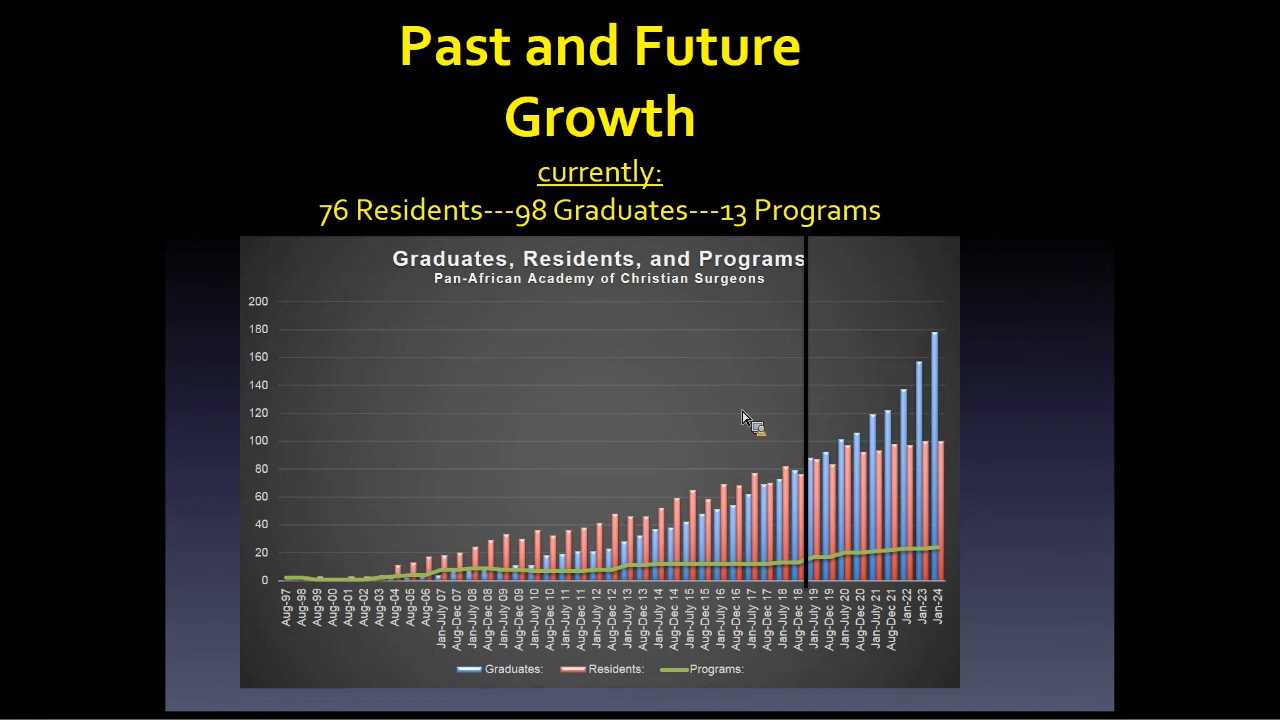 Past and Future
Growth
currently:
76 Residents---98 Graduates---13 Programs
Graduates, Residents, and Programs
Pan-African Academy of Christian Surgeons
200
180
160
140
120
100
80
60
40
20
0
Aug-97
Aug-98
Aug-99
Aug-00
Aug-01
Aug-02
Aug-03
Aug-04
Aug-05
Aug-06
Jan-July 07
Aug-Dec 07
Jan-July 08
Aug-Dec 08
Jan-July 09
Aug-Dec 09
Jan-July 10
Aug-Dec 10
Jan-July 11
Aug-Dec 11
Jan-July 12
Aug-Dec 12
Jan-July 13
Aug-Dec 13
Jan-July 14
Aug-Dec 14
Jan-July 15
Aug-Dec 15
Jan-July 16
Aug-Dec 16
Jan-July 17
Aug-Dec 17
Jan-July 18
Aug-Dec 18
Jan-July 19
Aug-Dec 19
Jan-July 20
Aug-Dec 20
Jan-July 21
Aug-Dec 21
Jan-22
Jan-23
Jan-24
Graduates: Residents: Programs: